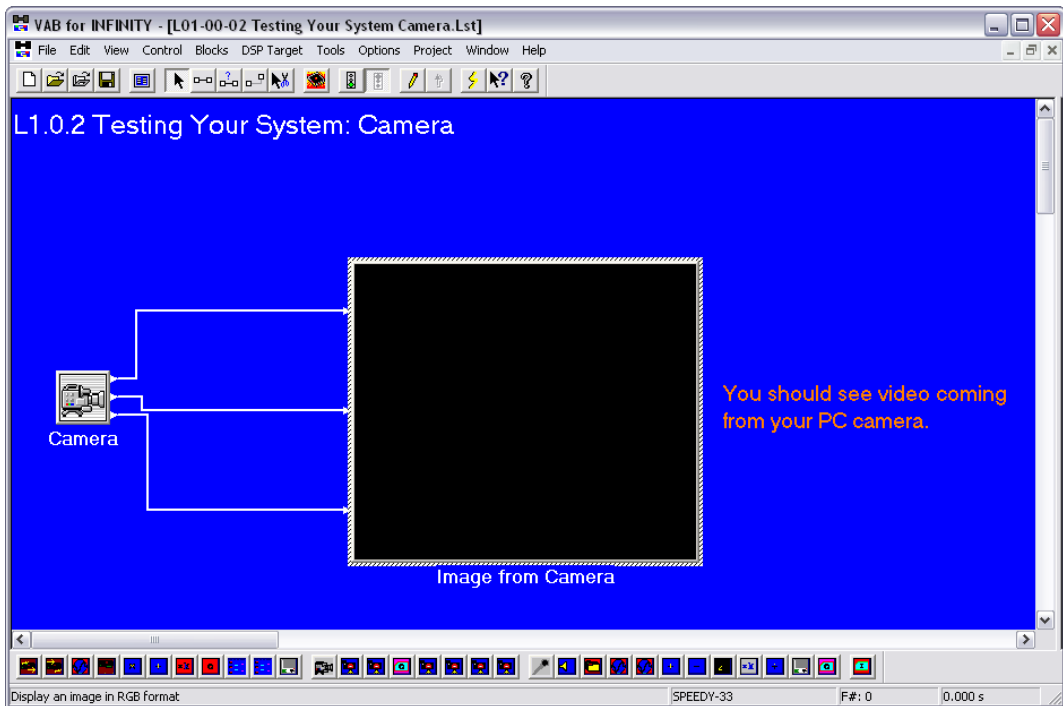 VAB for INFINITY - [L01-00-02 Testing Your System Camera.Lst]
File Edit View Control Blocks DSP Target Tools Options Project Window Help
L1.0.2 Testing Your System: Camera
You should see video coming
from your PC camera.
Camera
Image from Camera
Display an image in RGB format SPEEDY-33 F#: 0 0.000 s